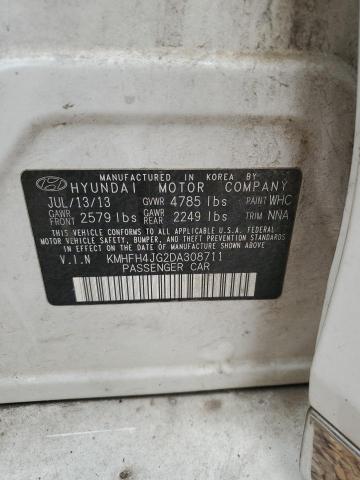 MANUFACTURED IN KOREA BY
HYUNDAI MOTOR COMPANY
JUL/13/13 GVWR 4785 lbs PAINT WHC
GAWR FRONT 2579 lbs GAWR REAR 2249 lbs TRIM NNA
THIS VEHICLE CONFORMS TO ALL APPLICABLE U.S.A. FEDERAL
MOTOR VEHICLE SAFETY, BUMPER, AND THEFT PREVENTION
STANDARDS IN EFFECT ON THE DATE OF MANUFACTURE SHOWN ABOVE.
V.I.N KMHFH4JG2DA308711
PASSENGER CAR